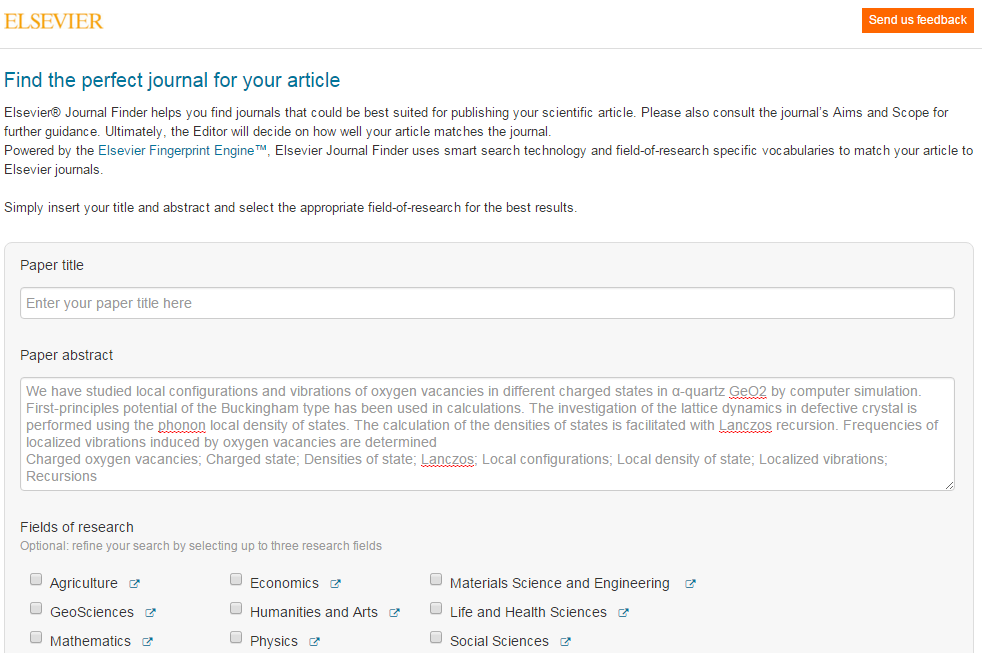 ELSEVIER
Send us feedback
Find the perfect journal for your article
Elsevier® Journal Finder helps you find journals that could be best suited for publishing your scientific article. Please also consult the journal's Aims and Scope for
further guidance. Ultimately, the Editor will decide on how well your article matches the journal.
Powered by the Elsevier Fingerprint Engine™, Elsevier Journal Finder uses smart search technology and field-of-research specific vocabularies to match your article to
Elsevier journals.
Simply insert your title and abstract and select the appropriate field-of-research for the best results.
Paper title
Enter your paper title here
Paper abstract
We have studied local configurations and vibrations of oxygen vacancies in different charged states in α-quartz GeO2 by computer simulation.
First-principles potential of the Buckingham type has been used in calculations. The investigation of the lattice dynamics in defective crystal is
performed using the phonon local density of states. The calculation of the densities of states is facilitated with Lanczos recursion. Frequencies of
localized vibrations induced by oxygen vacancies are determined
Charged oxygen vacancies; Charged state; Densities of state; Lanczos; Local configurations; Local density of state; Localized vibrations;
Recursions
Fields of research
Optional: refine your search by selecting up to three research fields
Agriculture Economics Materials Science and Engineering
GeoSciences Humanities and Arts Life and Health Sciences
Mathematics Physics Social Sciences